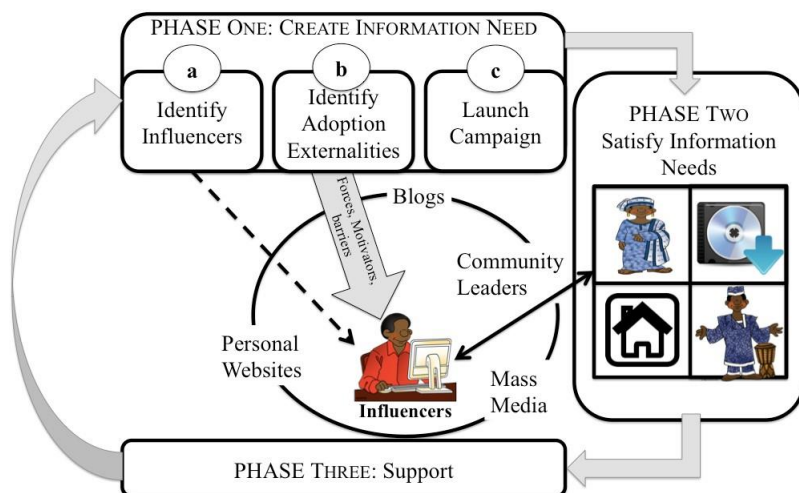 PHASE ONE: CREATE INFORMATION NEED
a
Identify
Influencers
b
Identify
Adoption
Externalities
c
Launch
Campaign
PHASE TWO
Satisfy Information
Needs
Forces, Motivators,
barriers
Blogs
Community
Leaders
Personal
Websites
Mass
Media
Influencers
PHASE THREE: Support